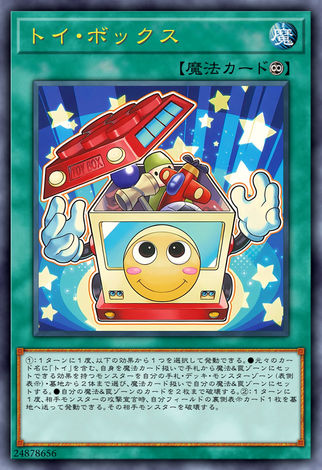 トイ・ボックス
魔
【魔法カード】
TOY BOX
①:1ターンに1度、以下の効果から1つを選択して発動できる。●元々のカー
ド名に「トイ」を含む、自身を魔法カード扱いで手札から魔法&罠ゾーンにセッ
トできる効果を持つモンスターを自分の手札・デッキ・モンスターゾーン(表側
表示)・墓地から2体まで選び、魔法カード扱いで自分の魔法&罠ゾーンにセット
する。●自分の魔法&罠ゾーンのカードを2枚まで破壊する。②:1ターンに
1度、相手モンスターの攻撃宣言時、自分フィールドの裏側表示カード1枚を墓
地へ送って発動できる。その相手モンスターを破壊する。
24878656